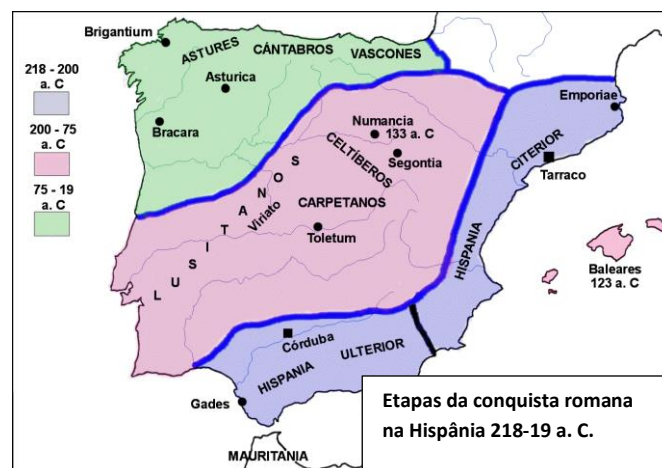 Brigantium
ASTURES CÁNTABROS VASCONES
Asturica
Bracara
218 - 200
a. C
200 - 75
a. C
75 - 19
a. C
Emporiae
Numancia
133 a. C
Segontia
CELTÍBEROS
CITERIOR
HISPANIA
Tarraco
LUSITANOS
Viriato
CARPETANOS
Toletum
Baleares
123 a. C
Córduba
HISPANIA ULTERIOR
Gades
MAURITANIA
Etapas da conquista romana
na Hispânia 218-19 a. C.